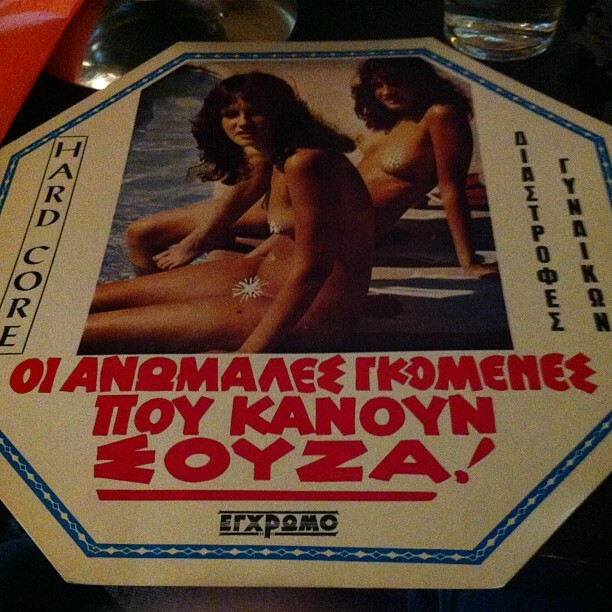 HARD CORE
ΔΙΑΣΤΡΟΦΕΣ
ΓΥΝΑΙΚΩΝ
ΟΙ ΑΝΩΜΑΛΕΣ ΓΚΟΜΕΝΕΣ
ΠΟΥ ΚΑΝΟΥΝ
ΣΟΥΖΑ!
ΕΓΧΡΩΜΟ